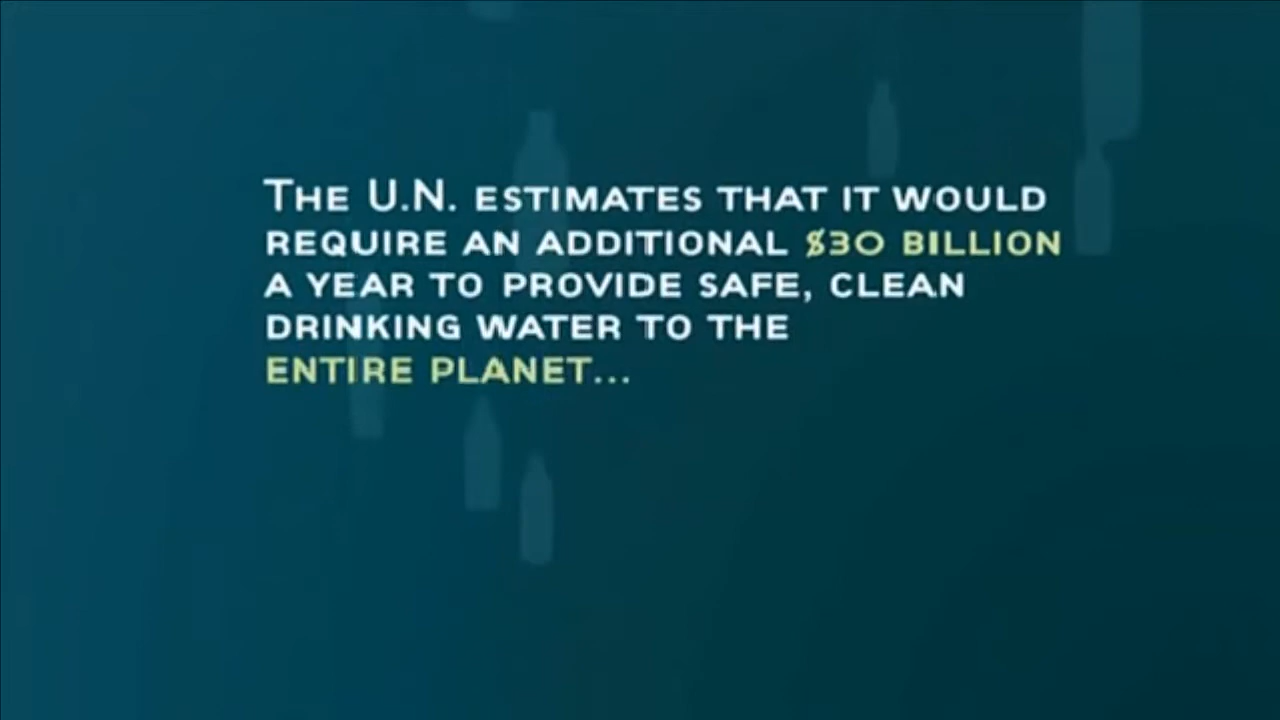 The U.N. estimates that it would
require an additional $30 billion
a year to provide safe, clean
drinking water to the
entire planet...